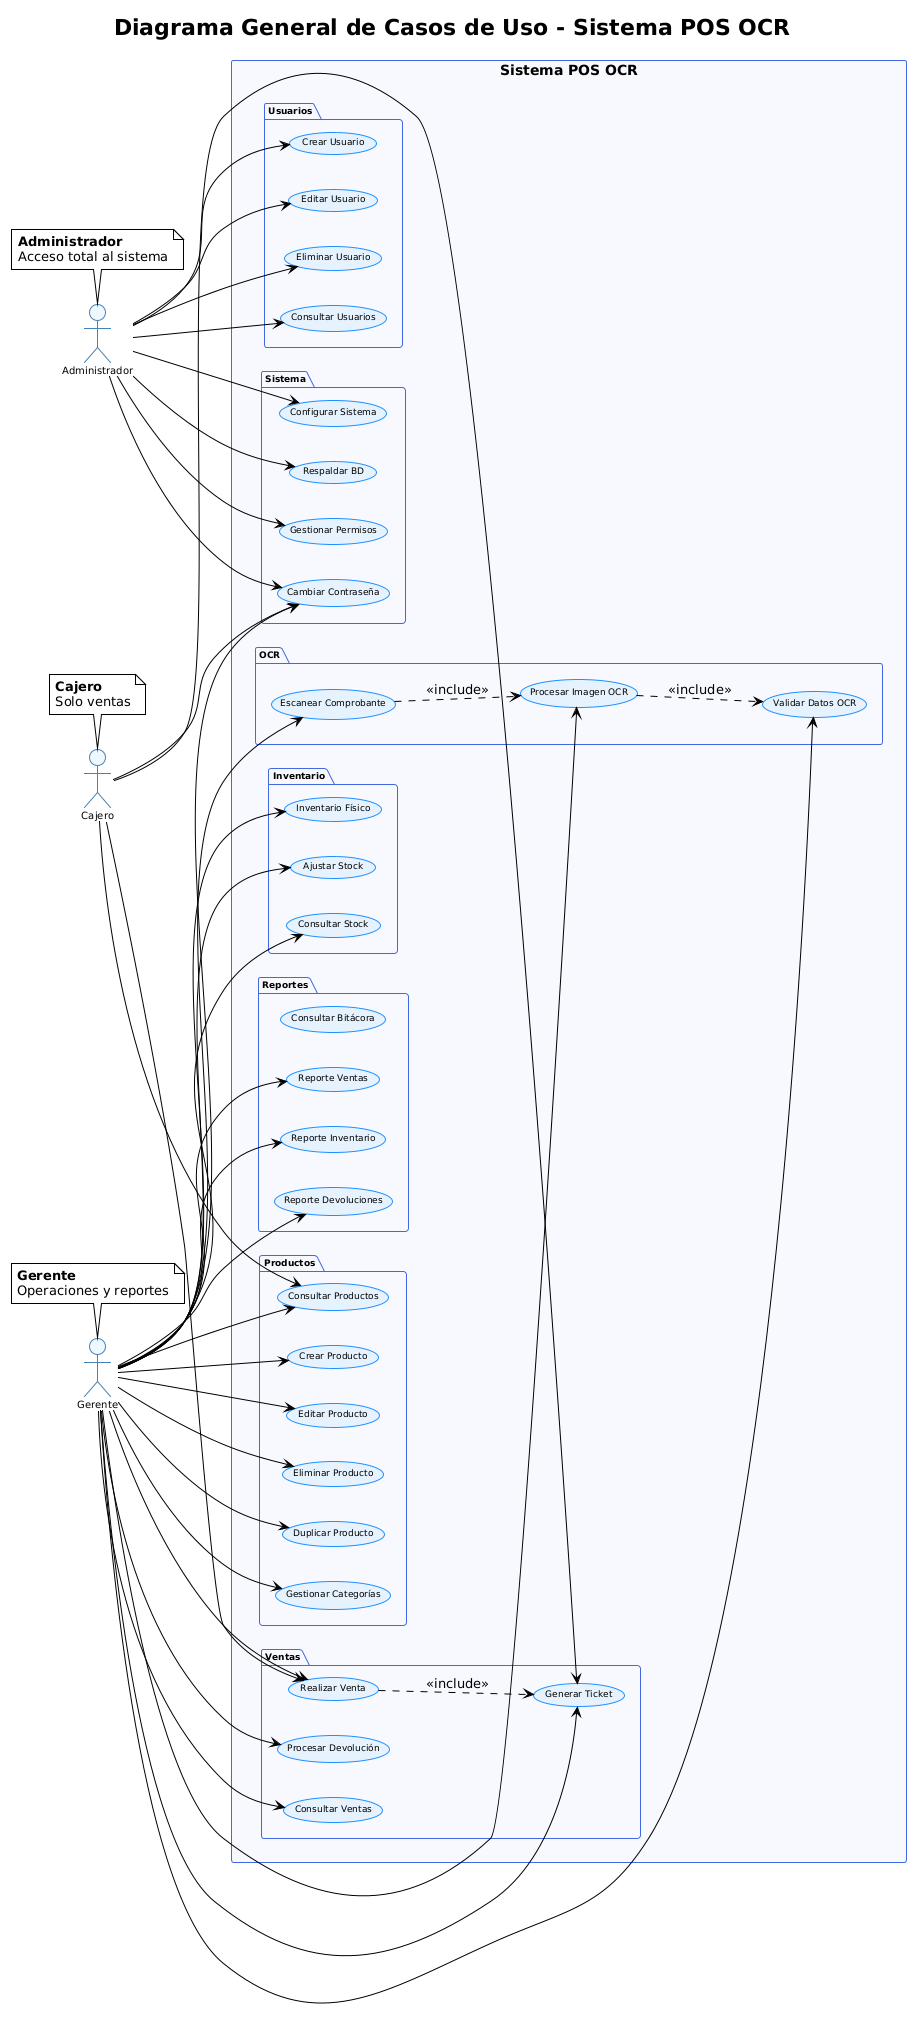 Diagrama General de Casos de Uso - Sistema POS OCR
Sistema POS OCR
Usuarios
Crear Usuario
Editar Usuario
Eliminar Usuario
Consultar Usuarios
Administrador
Acceso total al sistema
Administrador
Sistema
Configurar Sistema
Respaldar BD
Gestionar Permisos
Cambiar Contraseña
OCR
Escanear Comprobante
«include»
Procesar Imagen OCR
«include»
Validar Datos OCR
Cajero
Solo ventas
Cajero
Inventario
Inventario Físico
Ajustar Stock
Consultar Stock
Reportes
Consultar Bitácora
Reporte Ventas
Reporte Inventario
Reporte Devoluciones
Gerente
Operaciones y reportes
Gerente
Productos
Consultar Productos
Crear Producto
Editar Producto
Eliminar Producto
Duplicar Producto
Gestionar Categorías
Ventas
Realizar Venta
«include»
Generar Ticket
Procesar Devolución
Consultar Ventas